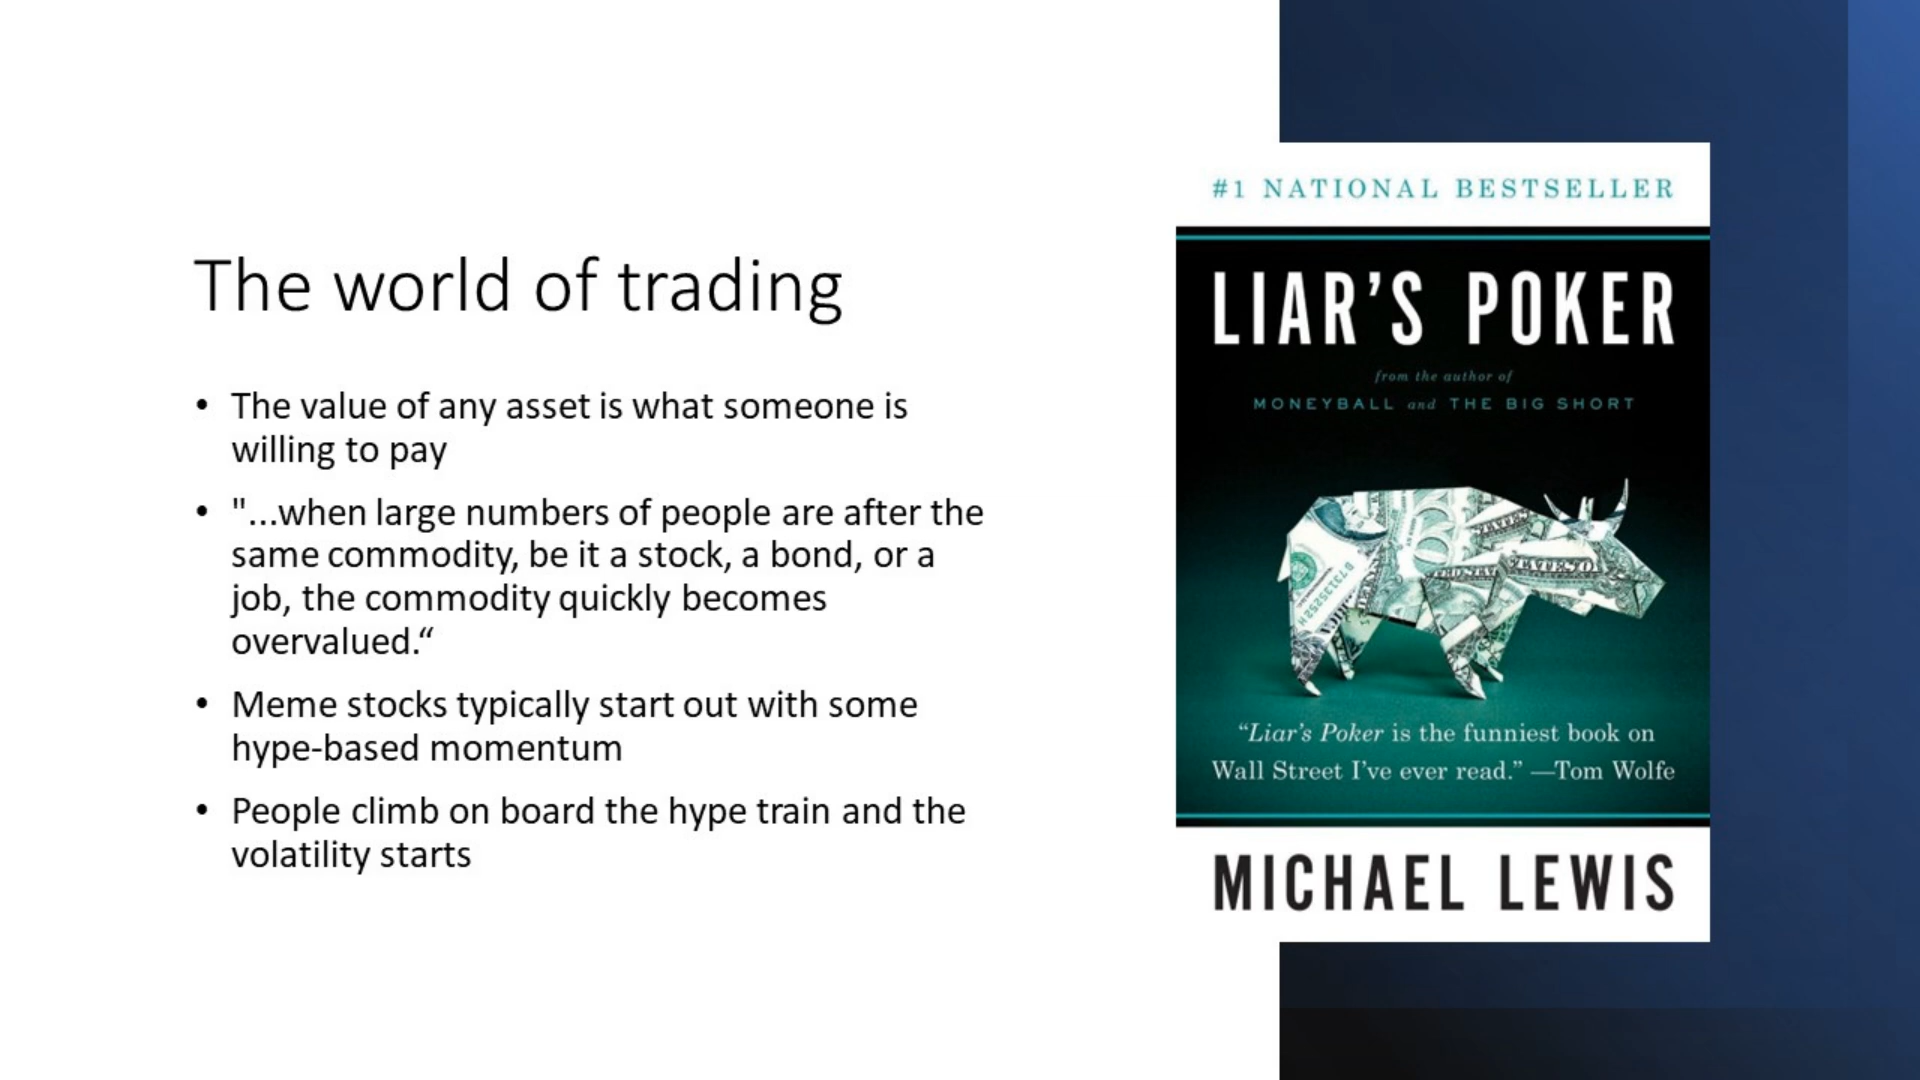 The world of trading
• The value of any asset is what someone is
willing to pay
• "...when large numbers of people are after the
same commodity, be it a stock, a bond, or a
job, the commodity quickly becomes
overvalued.“
• Meme stocks typically start out with some
hype-based momentum
• People climb on board the hype train and the
volatility starts
#1 NATIONAL BESTSELLER
LIAR’S POKER
from the author of
MONEYBALL and THE BIG SHORT
“Liar’s Poker is the funniest book on
Wall Street I’ve ever read.” —Tom Wolfe
MICHAEL LEWIS